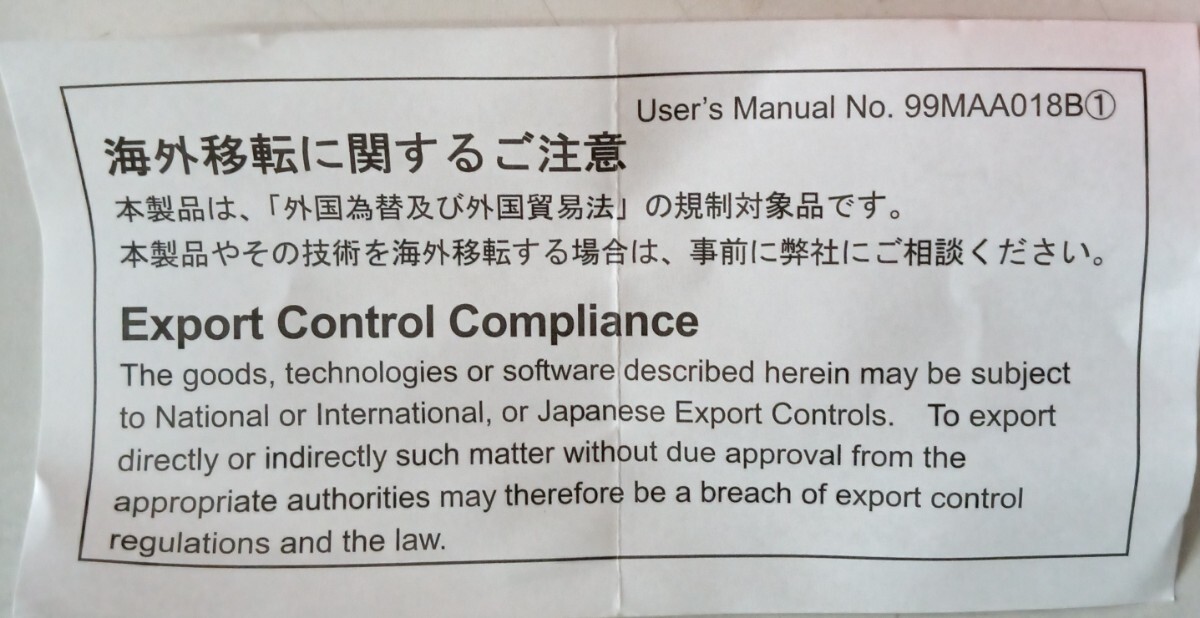 User's Manual No. 99MAA018B①
海外移転に関するご注意
本製品は、「外国為替及び外国貿易法」の規制対象品です。
本製品やその技術を海外移転する場合は、事前に弊社にご相談ください。
Export Control Compliance
The goods, technologies or software described herein may be subject
to National or International, or Japanese Export Controls. To export
directly or indirectly such matter without due approval from the
appropriate authorities may therefore be a breach of export control
regulations and the law.